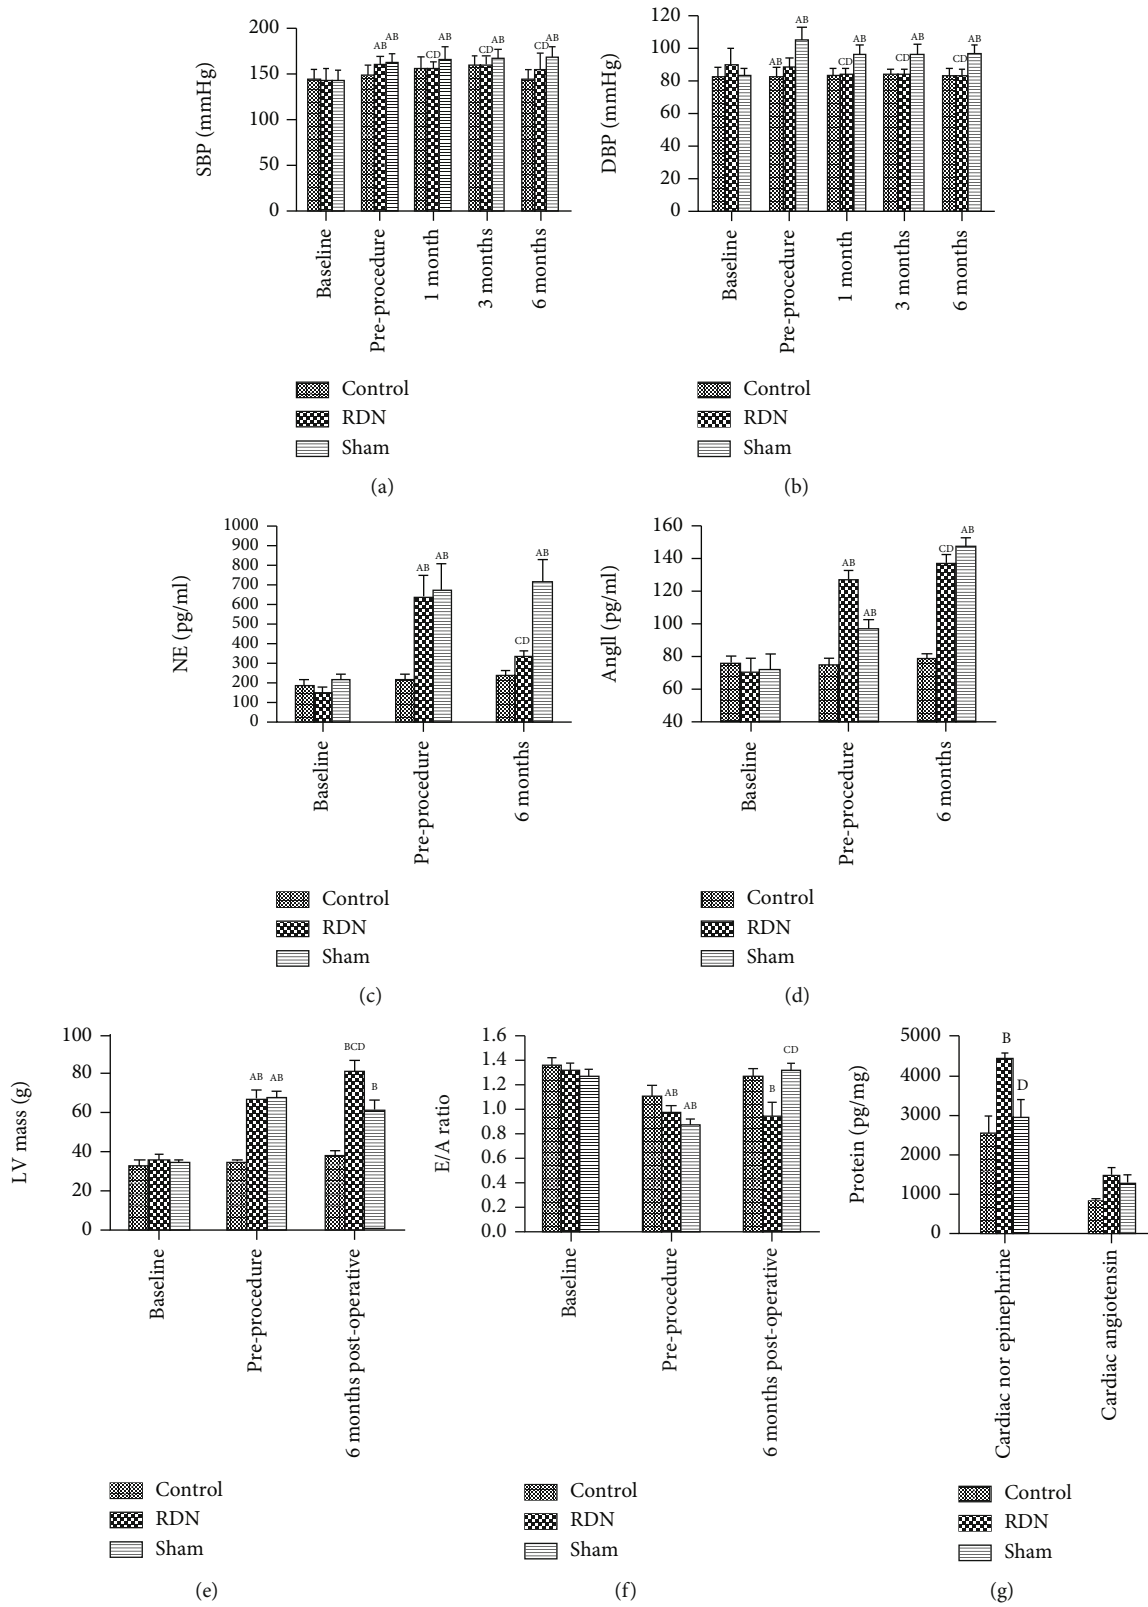 SBP (mmHg)
200
150
100
50
0
AB AB
CD AB
CD AB
CD AB
Baseline
Pre-procedure
1 month
3 months
6 months
Control
RDN
Sham
(a)
DBP (mmHg)
120
100
80
60
40
20
0
AB AB
CD AB
CD AB
CD AB
Baseline
Pre-procedure
1 month
3 months
6 months
Control
RDN
Sham
(b)
NE (pg/ml)
1000
900
800
700
600
500
400
300
200
100
0
AB AB
CD AB
Baseline
Pre-procedure
6 months
Control
RDN
Sham
(c)
Angll (pg/ml)
160
140
120
100
80
60
40
AB AB
CD AB
Baseline
Pre-procedure
6 months
Control
RDN
Sham
(d)
LV mass (g)
100
80
60
40
20
0
AB AB
BCD B
Baseline
Pre-procedure
6 months post-operative
Control
RDN
Sham
(e)
E/A ratio
1.6
1.4
1.2
1.0
0.8
0.6
0.4
0.2
0.0
AB AB
B CD
Baseline
Pre-procedure
6 months post-operative
Control
RDN
Sham
(f)
Protein (pg/mg)
5000
4000
3000
2000
1000
0
B D
Cardiac nor epinephrine
Cardiac angiotensin
Control
RDN
Sham
(g)